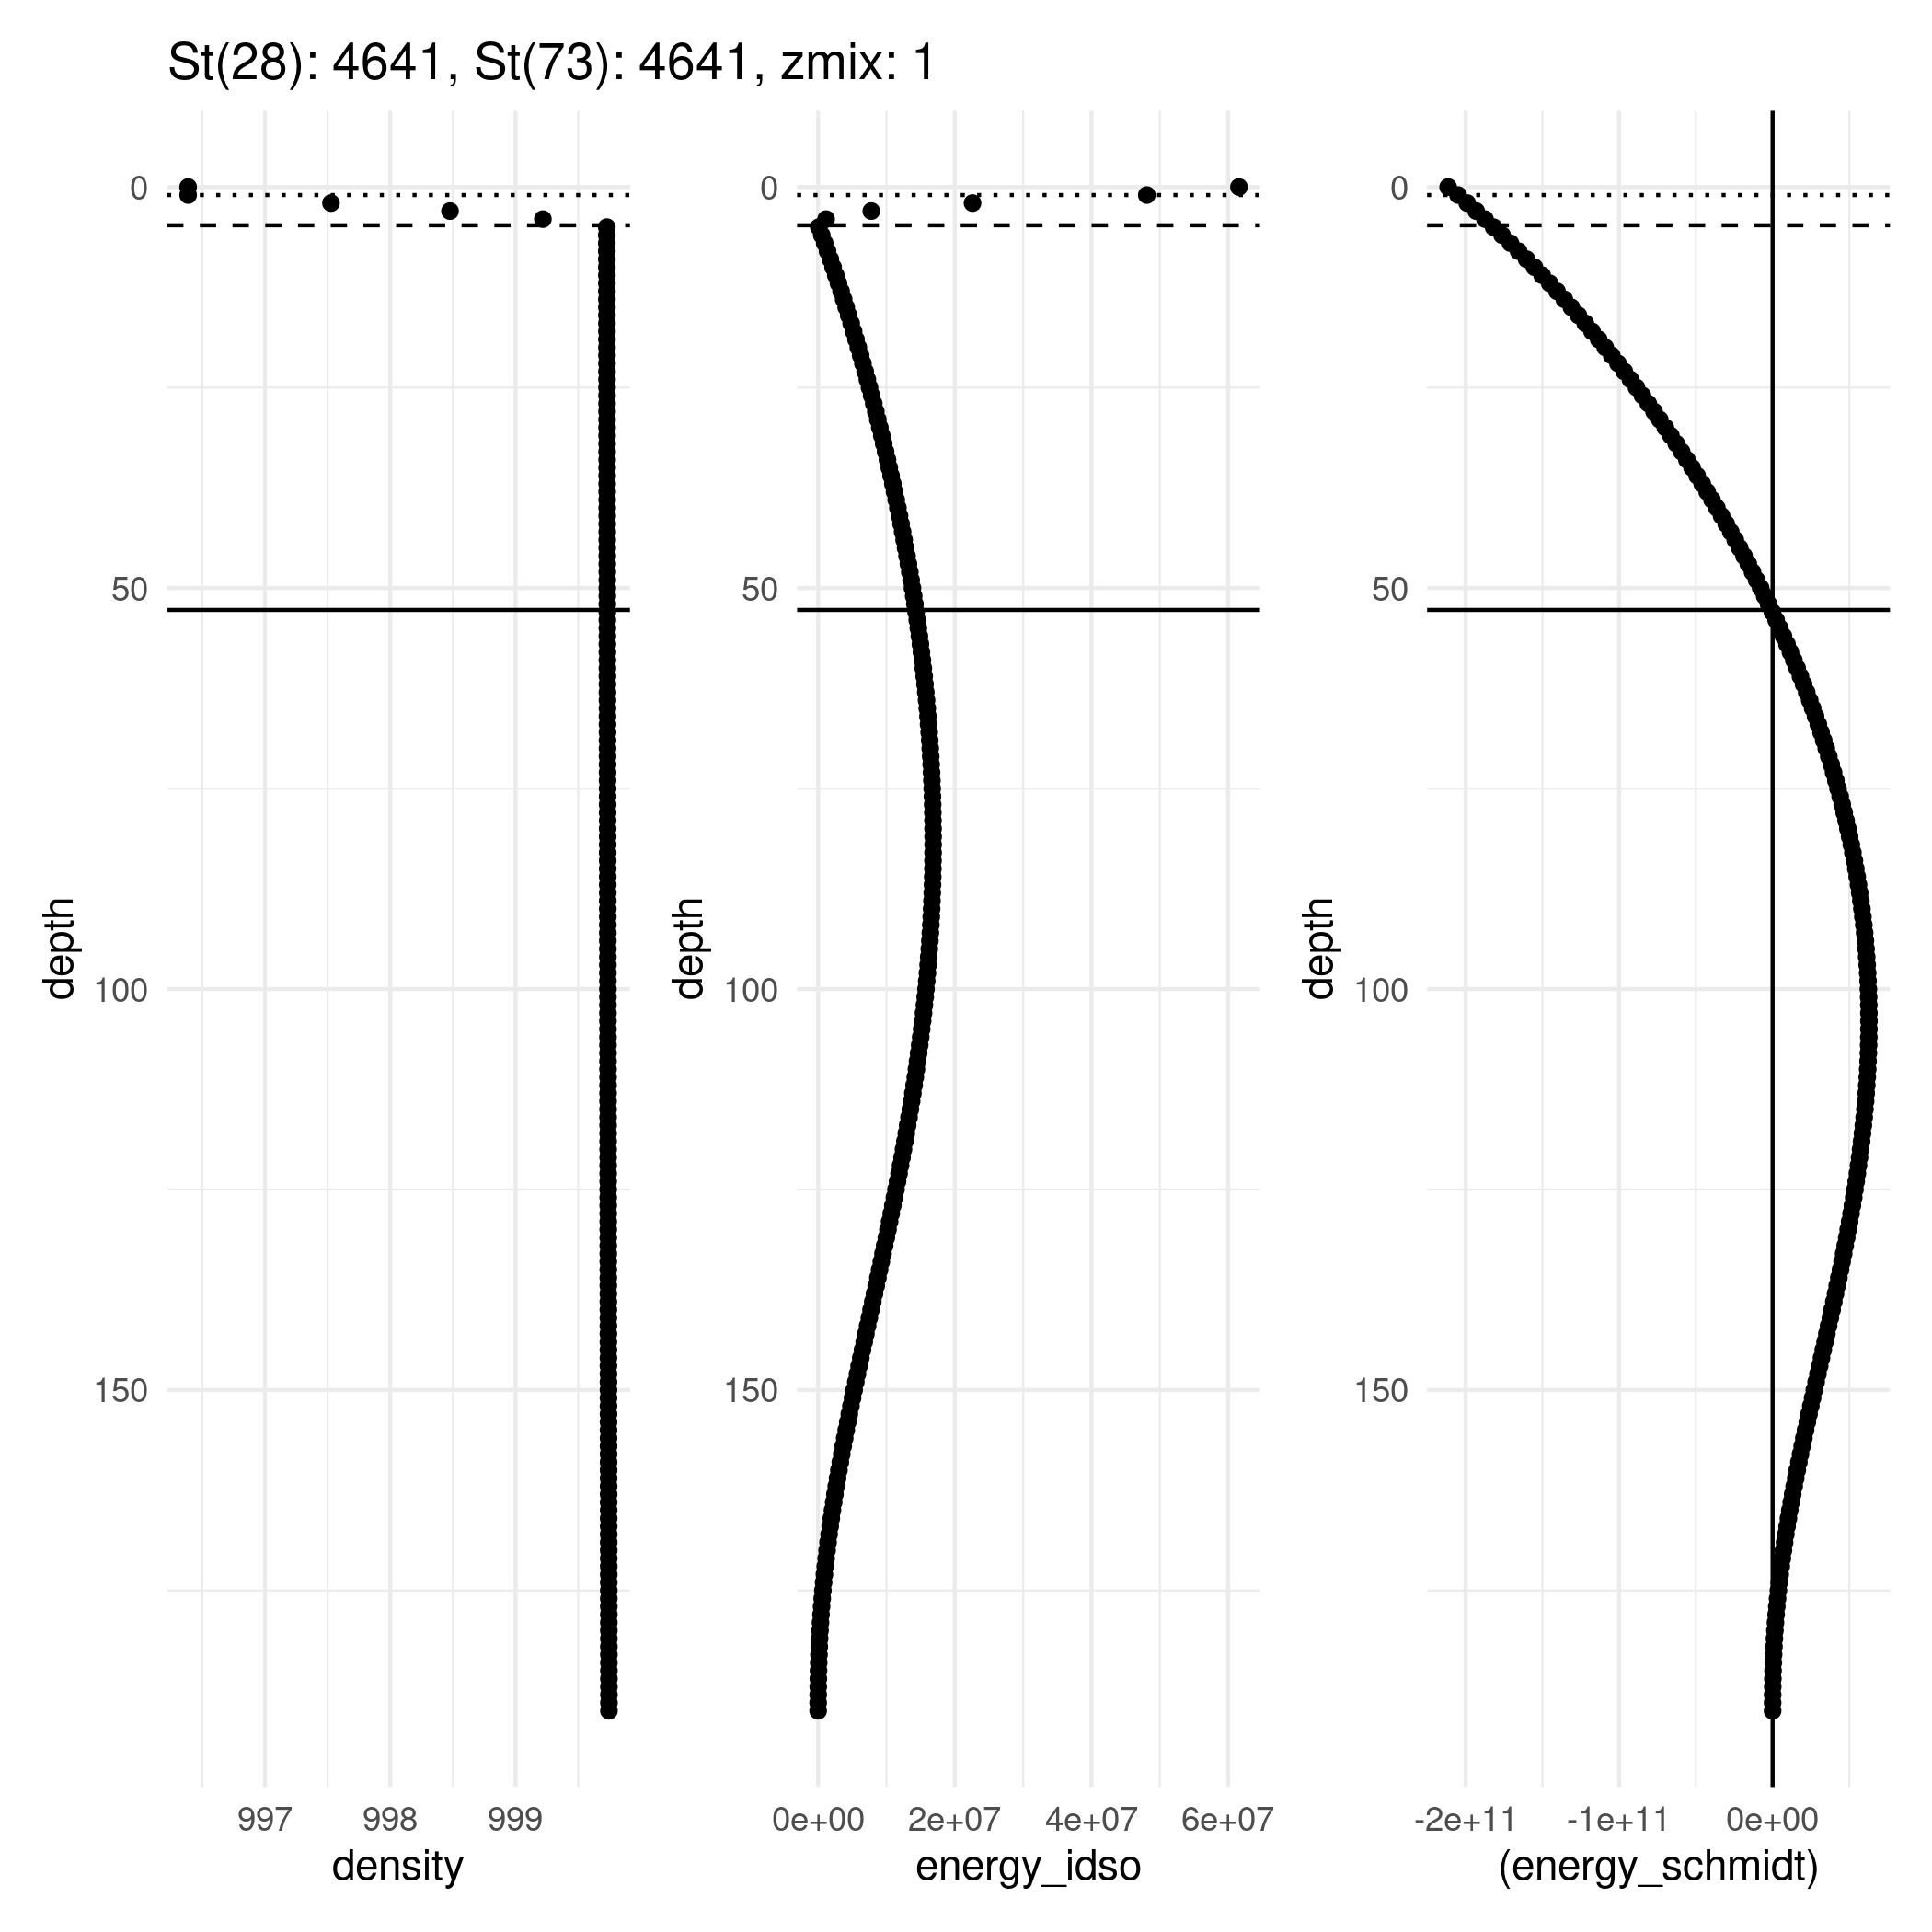 St(28): 4641, St(73): 4641, zmix: 1
0
50
100
150
depth
997 998 999
density
0
50
100
150
depth
0e+00 2e+07 4e+07 6e+07
energy_idso
0
50
100
150
depth
-2e+11 -1e+11 0e+00
(energy_schmidt)